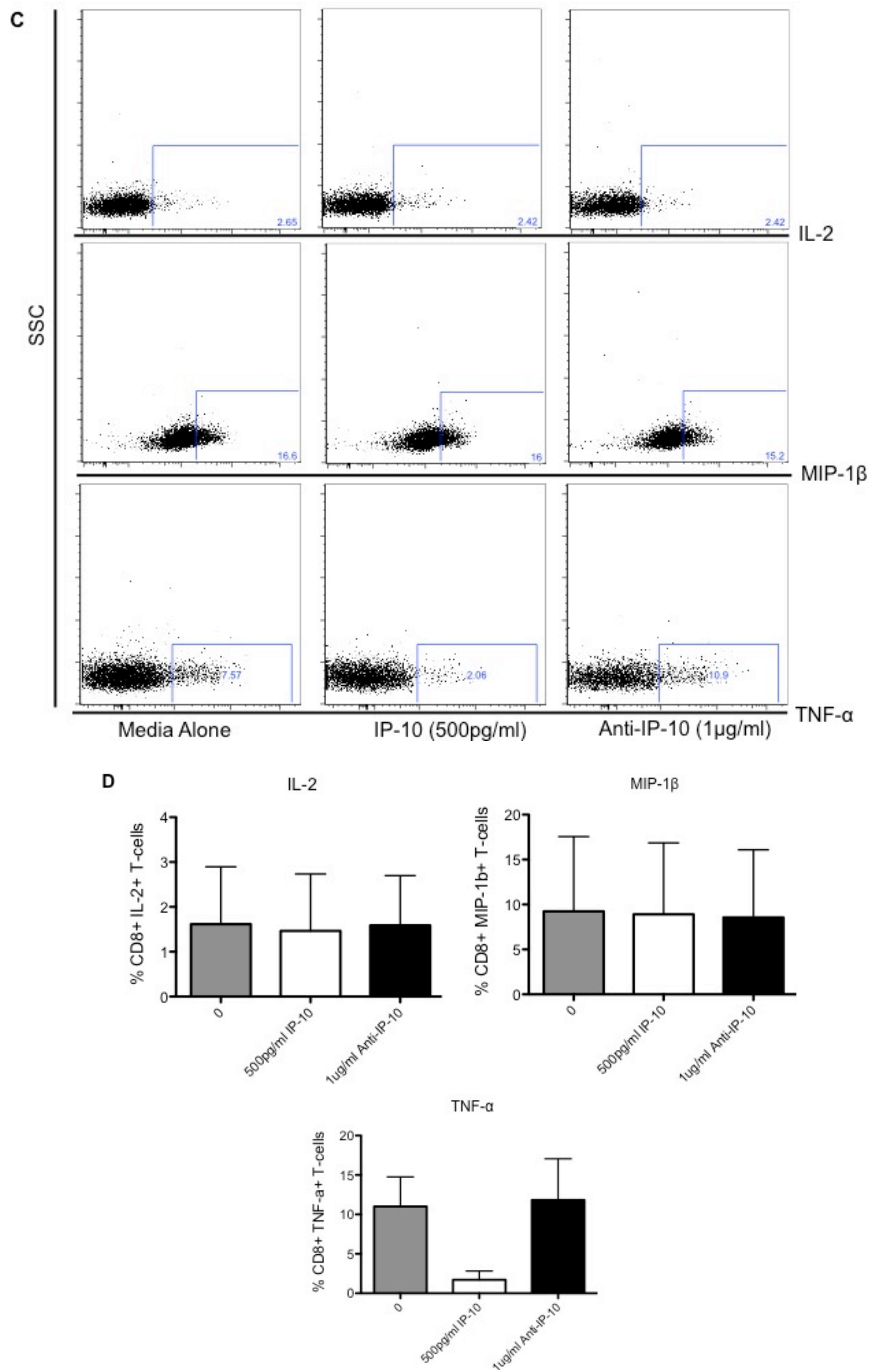 C
SSC
2.65
2.42
2.42
IL-2
16.6
16
15.2
MIP-1β
7.57
2.06
10.9
TNF-α
Media Alone
IP-10 (500pg/ml)
Anti-IP-10 (1µg/ml)
D
IL-2
% CD8+ IL-2+ T-cells
4
3
2
1
0
0
500pg/ml IP-10
1ug/ml Anti-IP-10
MIP-1β
% CD8+ MIP-1b+ T-cells
20
15
10
5
0
0
500pg/ml IP-10
1ug/ml Anti-IP-10
TNF-α
% CD8+ TNF-a+ T-cells
20
15
10
5
0
0
500pg/ml IP-10
1ug/ml Anti-IP-10